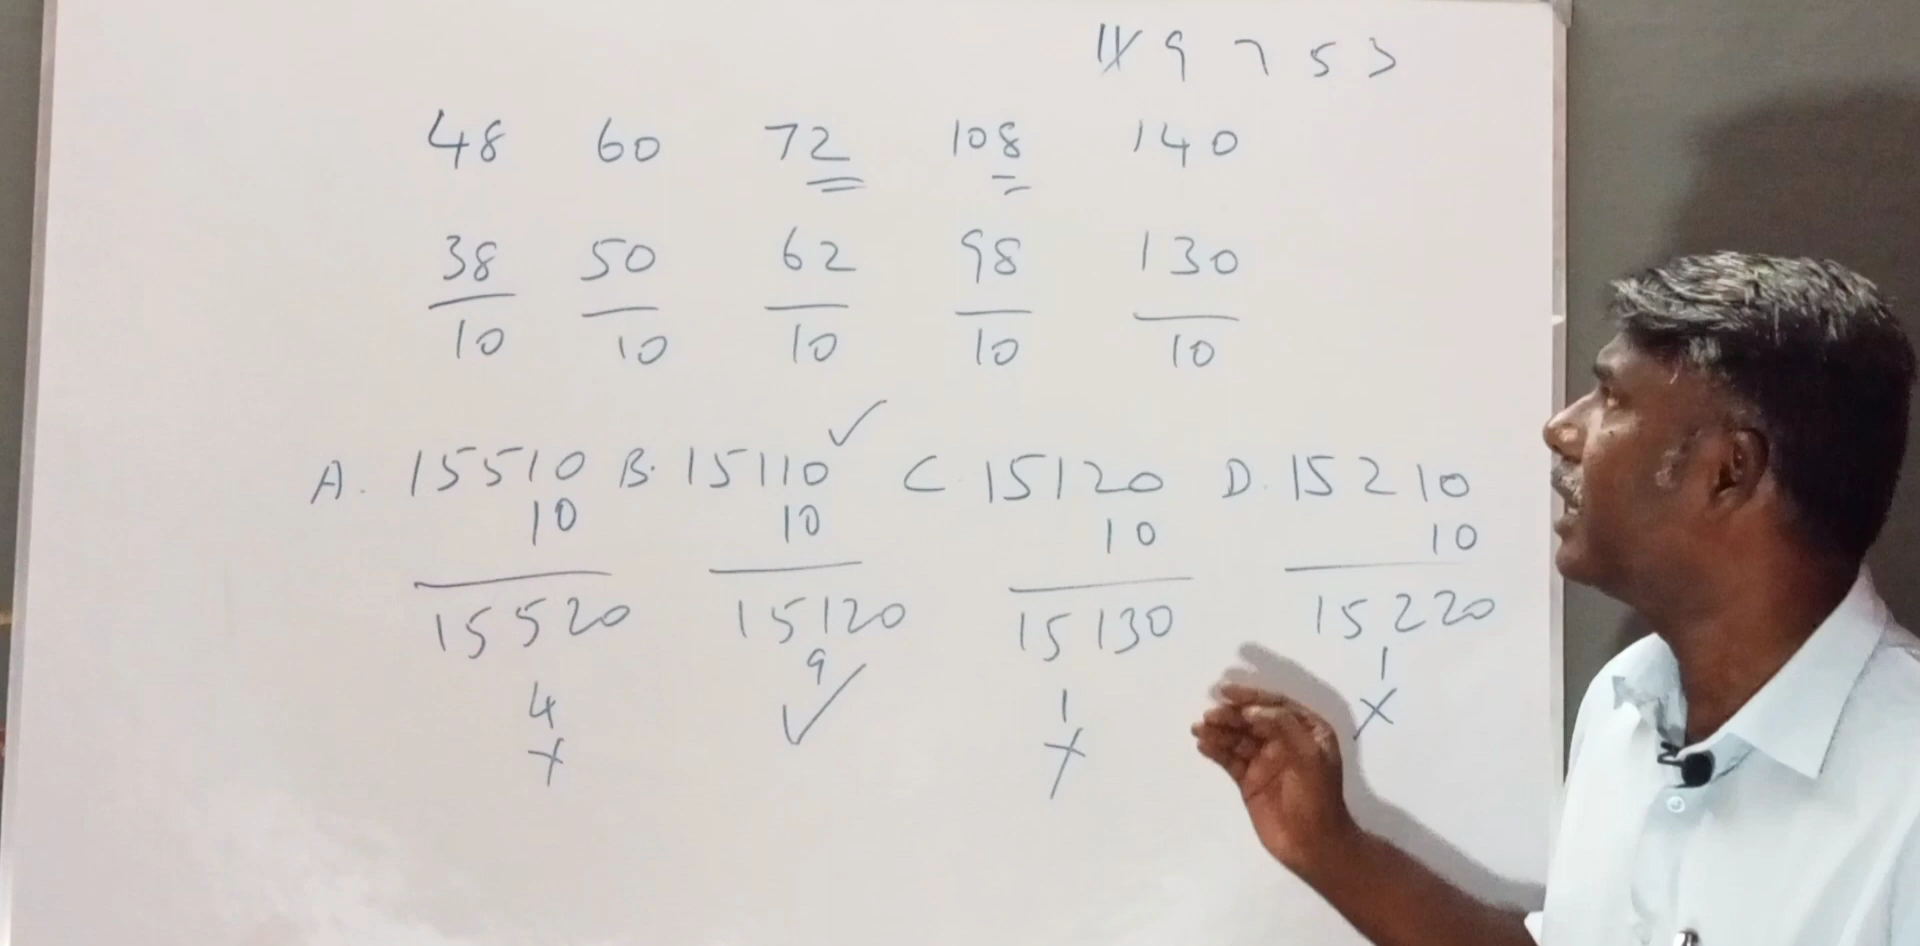 11 9 7 5 3
48 60 72 108 140
38 50 62 98 130
10 10 10 10 10
A. 15510 B. 15110 ✓ C. 15120 D. 15210
10 10 10 10
15520 15120 15130 15220
4 9 1 1
✗ ✓ ✗ ✗